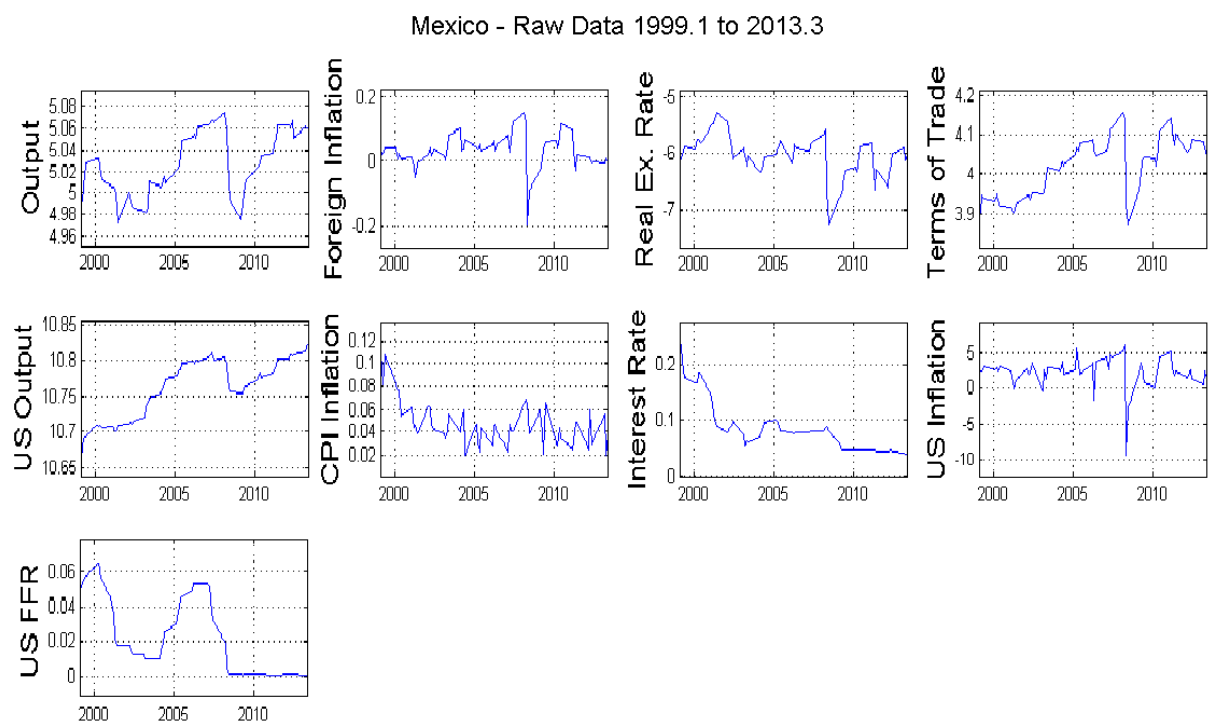 Mexico - Raw Data 1999.1 to 2013.3
Output
5.08
5.06
5.04
5.02
5
4.98
4.96
2000 2005 2010
Foreign Inflation
0.2
0
-0.2
2000 2005 2010
Real Ex. Rate
-5
-6
-7
2000 2005 2010
Terms of Trade
4.2
4.1
4
3.9
2000 2005 2010
US Output
10.85
10.8
10.75
10.7
10.65
2000 2005 2010
CPI Inflation
0.12
0.1
0.08
0.06
0.04
0.02
2000 2005 2010
Interest Rate
0.2
0.1
0
2000 2005 2010
US Inflation
5
0
-5
-10
2000 2005 2010
US FFR
0.06
0.04
0.02
0
2000 2005 2010